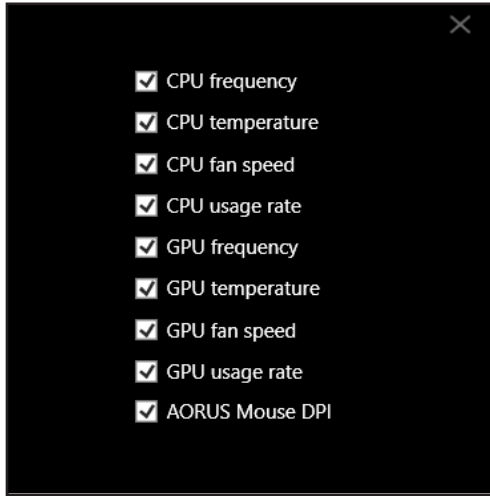 CPU frequency
CPU temperature
CPU fan speed
CPU usage rate
GPU frequency
GPU temperature
GPU fan speed
GPU usage rate
AORUS Mouse DPI